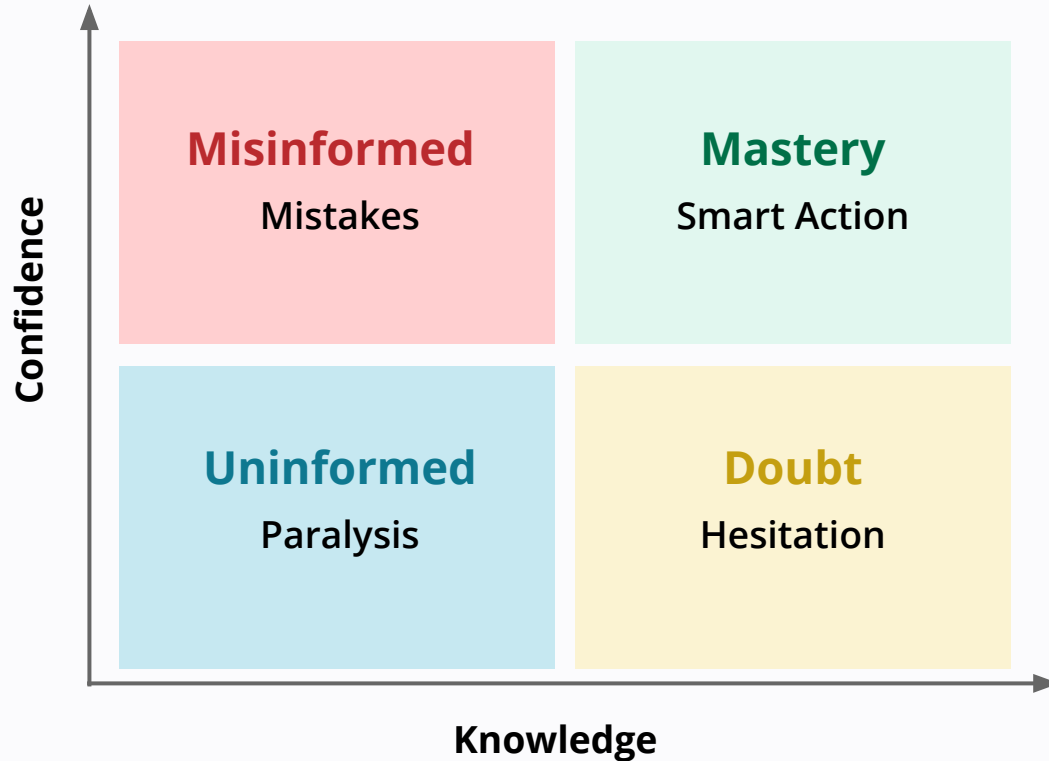 Confidence
Misinformed
Mistakes
Mastery
Smart Action
Uninformed
Paralysis
Doubt
Hesitation
Knowledge